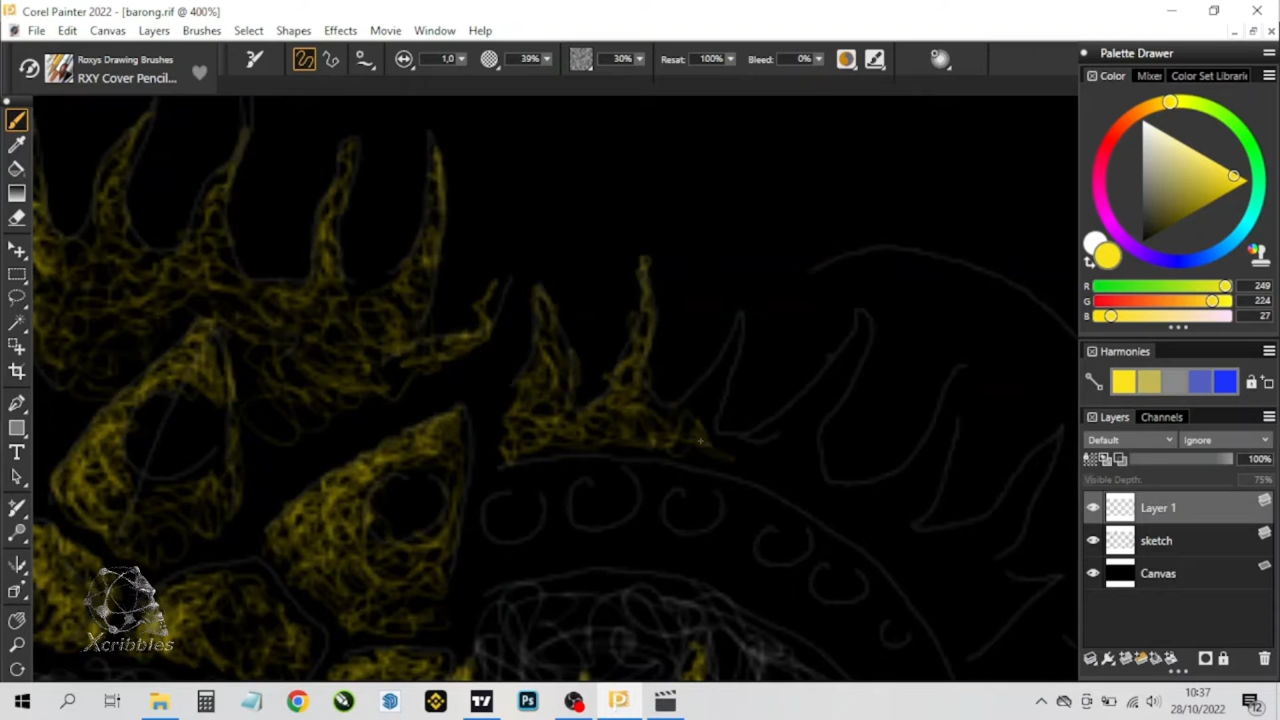 Corel Painter 2022 - [barong.rif @ 400%]
File Edit Canvas Layers Brushes Select Shapes Effects Movie Window Help
Roxys Drawing Brushes
RXY Cover Pencil...
1,0
39%
30%
Resat: 100%
Bleed: 0%
Palette Drawer
Color Mixer Color Set Librari
R 249
G 224
B 27
Harmonies
Layers Channels
Default Ignore
100%
Visible Depth: 75%
Layer 1
sketch
Canvas
Xcribbles
10:37
28/10/2022
12